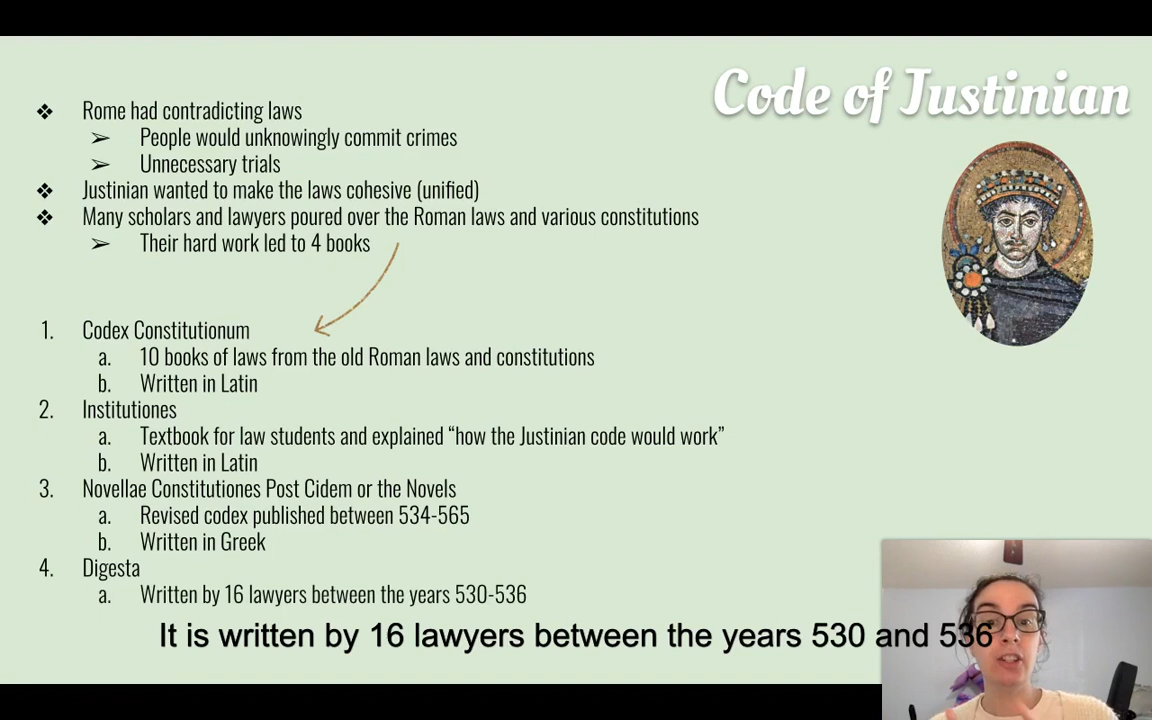 Code of Justinian
❖ Rome had contradicting laws
➢ People would unknowingly commit crimes
➢ Unnecessary trials
❖ Justinian wanted to make the laws cohesive (unified)
❖ Many scholars and lawyers poured over the Roman laws and various constitutions
➢ Their hard work led to 4 books
1. Codex Constitutionum
a. 10 books of laws from the old Roman laws and constitutions
b. Written in Latin
2. Institutiones
a. Textbook for law students and explained “how the Justinian code would work”
b. Written in Latin
3. Novellae Constitutiones Post Cidem or the Novels
a. Revised codex published between 534-565
b. Written in Greek
4. Digesta
a. Written by 16 lawyers between the years 530-536
It is written by 16 lawyers between the years 530 and 536